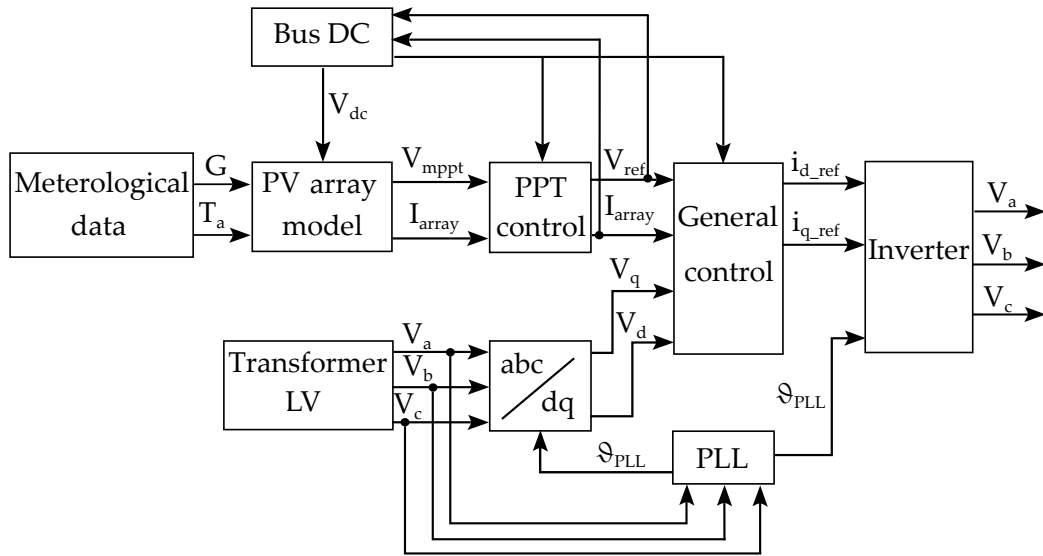 Bus DC
V_dc
Meterological
data
G
T_a
PV array
model
V_mppt
I_array
PPT
control
V_ref
I_array
General
control
i_d_ref
i_q_ref
Inverter
V_a
V_b
V_c
V_q
V_d
Transformer
LV
V_a
V_b
V_c
abc
dq
ϑ_PLL
PLL
ϑ_PLL